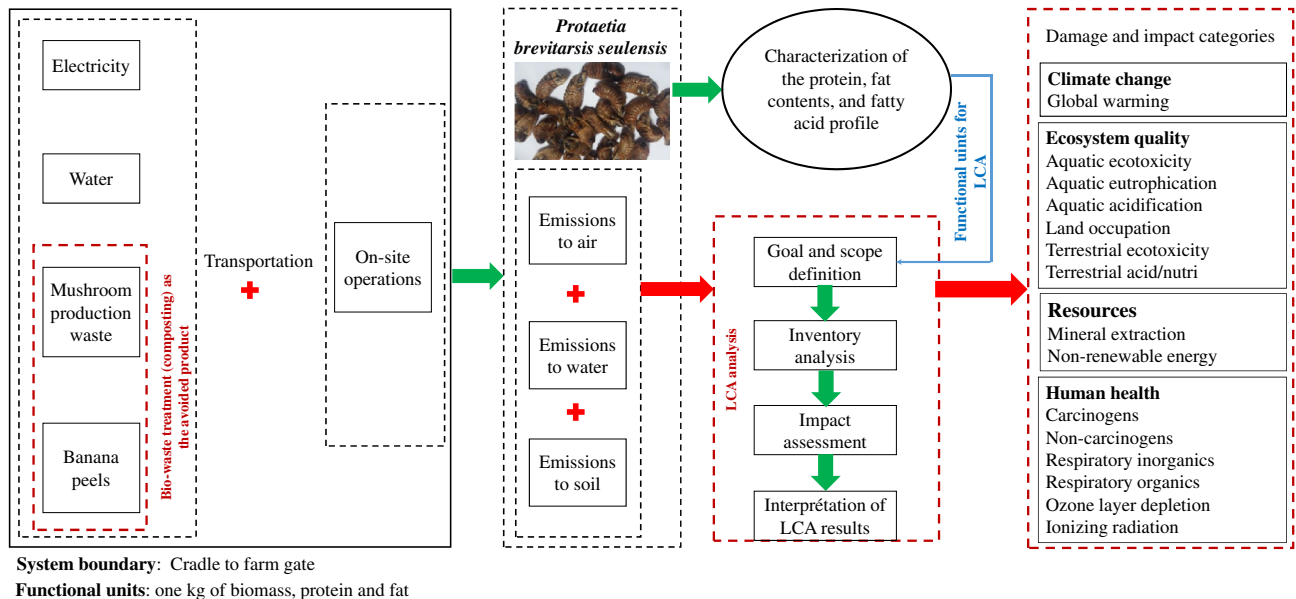 Electricity
Water
Mushroom
production
waste
Banana
peels
Bio-waste treatment (composting) as
the avoided product
Transportation
On-site
operations
Protaetia
brevitarsis seulensis
Emissions
to air
Emissions
to water
Emissions
to soil
Characterization of
the protein, fat
contents, and fatty
acid profile
Functional uints for
LCA
LCA analysis
Goal and scope
definition
Inventory
analysis
Impact
assessment
Interprétation of
LCA results
Damage and impact categories
Climate change
Global warming
Ecosystem quality
Aquatic ecotoxicity
Aquatic eutrophication
Aquatic acidification
Land occupation
Terrestrial ecotoxicity
Terrestrial acid/nutri
Resources
Mineral extraction
Non-renewable energy
Human health
Carcinogens
Non-carcinogens
Respiratory inorganics
Respiratory organics
Ozone layer depletion
Ionizing radiation
System boundary: Cradle to farm gate
Functional units: one kg of biomass, protein and fat